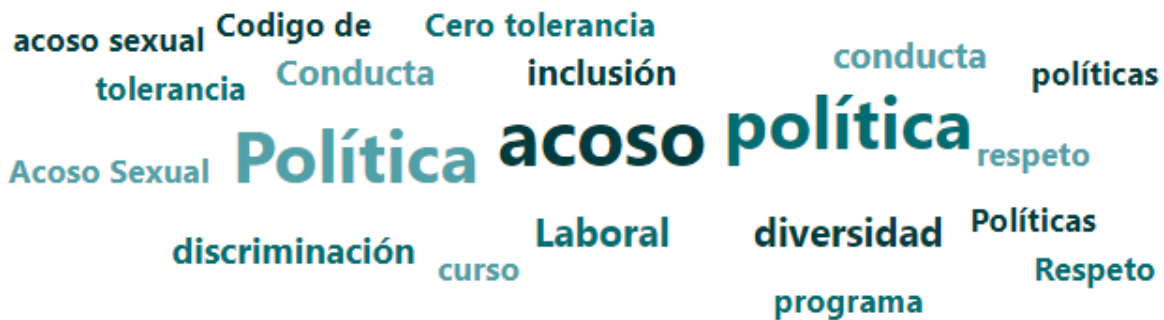 acoso sexual Codigo de Cero tolerancia
tolerancia Conducta inclusión conducta políticas
Acoso Sexual Política acoso política respeto
discriminación Laboral diversidad Políticas
curso Respeto
programa